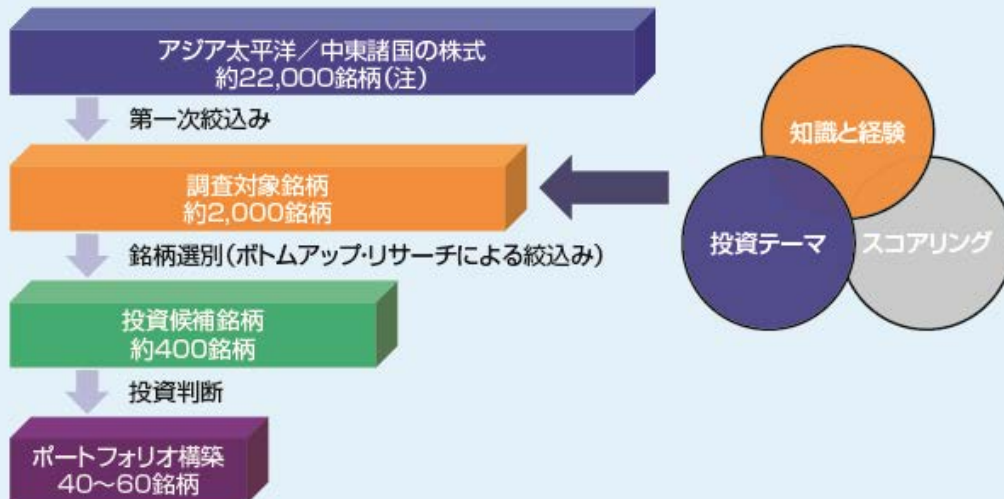 アジア太平洋／中東諸国の株式
約22,000銘柄(注)
第一次絞込み
調査対象銘柄
約2,000銘柄
銘柄選別(ボトムアップ・リサーチによる絞込み)
投資候補銘柄
約400銘柄
投資判断
ポートフォリオ構築
40〜60銘柄
知識と経験
投資テーマ
スコアリング